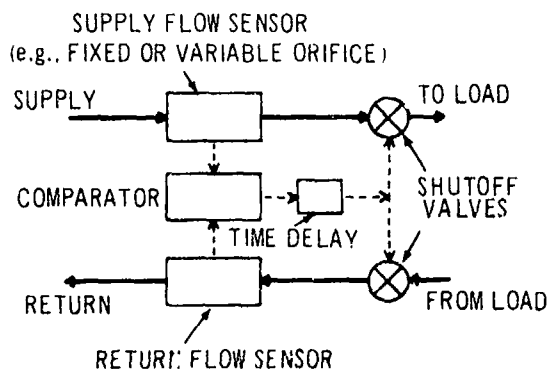 SUPPLY FLOW SENSOR
(e.g., FIXED OR VARIABLE ORIFICE)
SUPPLY
TO LOAD
COMPARATOR
SHUTOFF
VALVES
TIME DELAY
RETURN
FROM LOAD
RETURN FLOW SENSOR